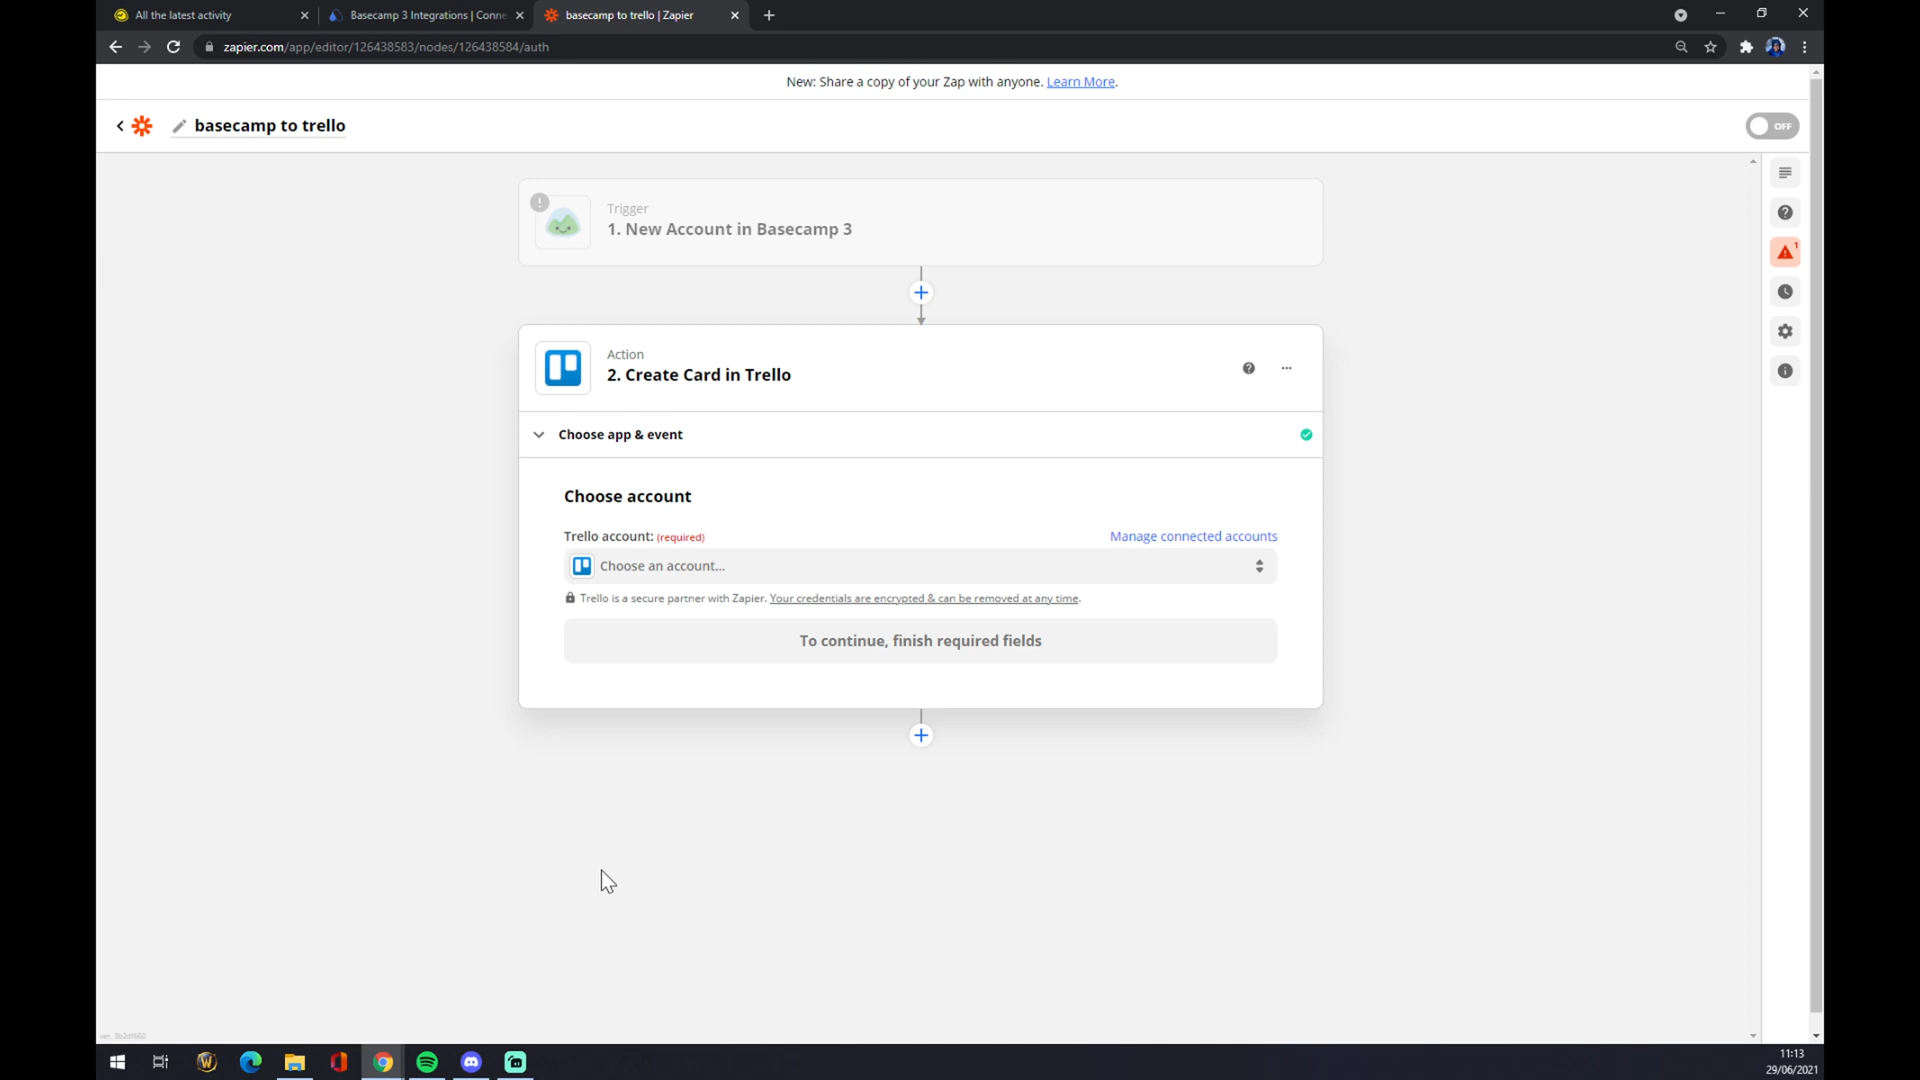 All the latest activity
Basecamp 3 Integrations | Conne
basecamp to trello | Zapier
zapier.com/app/editor/126438583/nodes/126438584/auth
New: Share a copy of your Zap with anyone. Learn More.
basecamp to trello
OFF
Trigger
1. New Account in Basecamp 3
1
Action
2. Create Card in Trello
Choose app & event
Choose account
Trello account: (required)
Manage connected accounts
Choose an account...
Trello is a secure partner with Zapier. Your credentials are encrypted & can be removed at any time.
To continue, finish required fields
11:13
29/06/2021